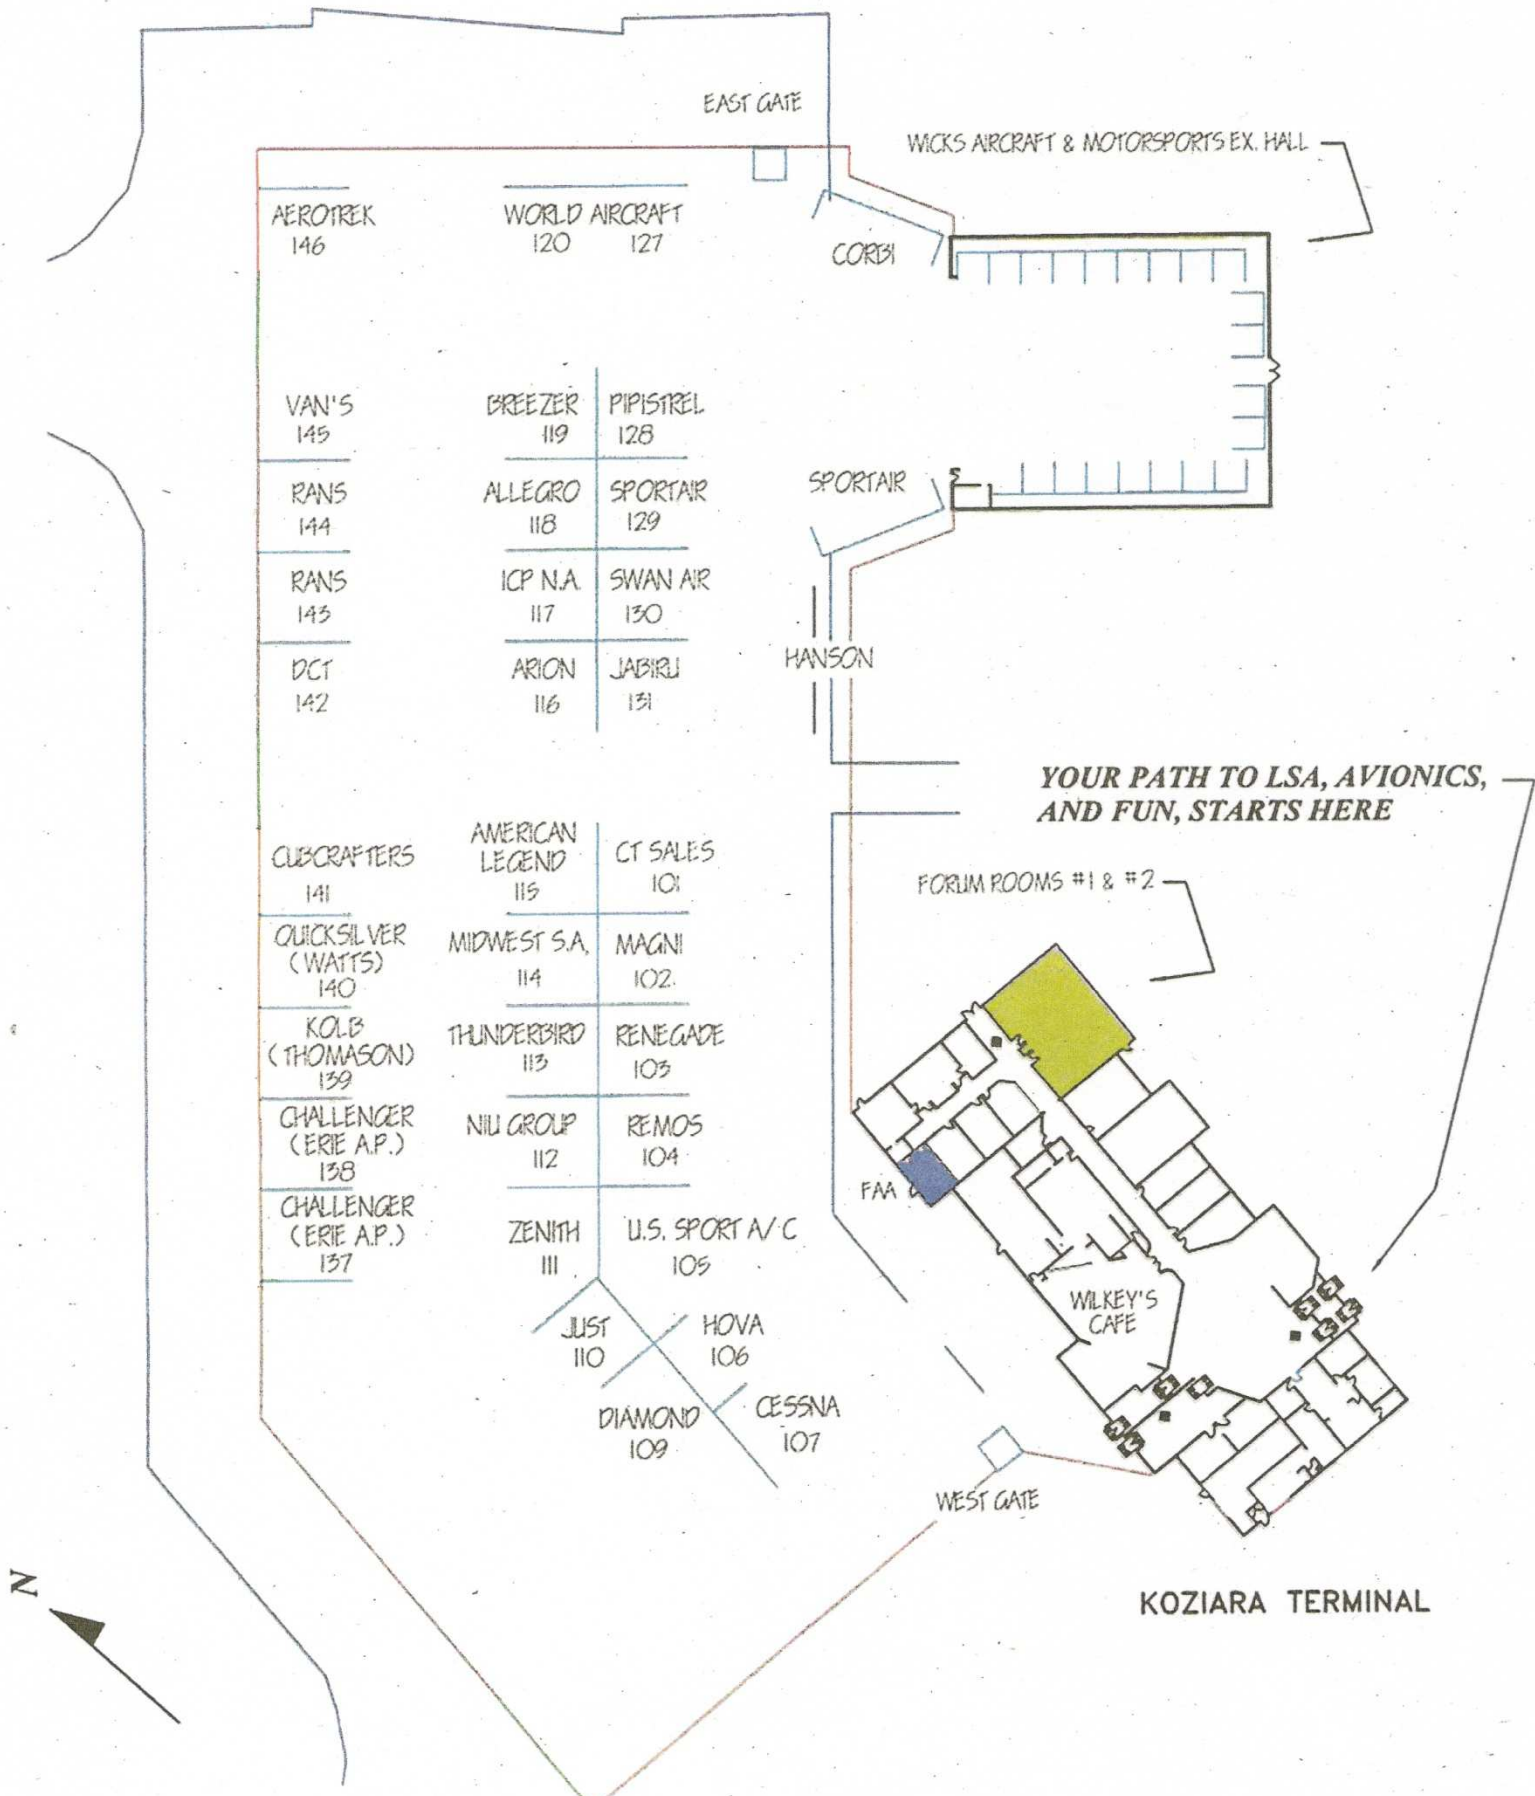 EAST GATE
WICKS AIRCRAFT & MOTORSPORTS EX. HALL
AEROTREK
146
WORLD AIRCRAFT
120 127
CORBI
VAN'S
145
BREEZER
119
PIPISTREL
128
RANS
144
ALLEGRO
118
SPORTAIR
129
SPORTAIR
RANS
143
ICP N.A.
117
SWAN AIR
130
HANSON
DCT
142
ARION
116
JABIRU
131
YOUR PATH TO LSA, AVIONICS,
AND FUN, STARTS HERE
CUBCRAFTERS
141
AMERICAN
LEGEND
115
CT SALES
101
FORUM ROOMS #1 & #2
QUICKSILVER
(WATTS)
140
MIDWEST S.A.
114
MAGNI
102
KOLB
(THOMASON)
139
THUNDERBIRD
113
RENEGADE
103
CHALLENGER
(ERIE A.P.)
138
NIU GROUP
112
REMOS
104
FAA
CHALLENGER
(ERIE A.P.)
137
ZENITH
111
U.S. SPORT A/C
105
WILKEY'S
CAFE
JUST
110
HOVA
106
DIAMOND
109
CESSNA
107
WEST GATE
N
KOZIARA TERMINAL